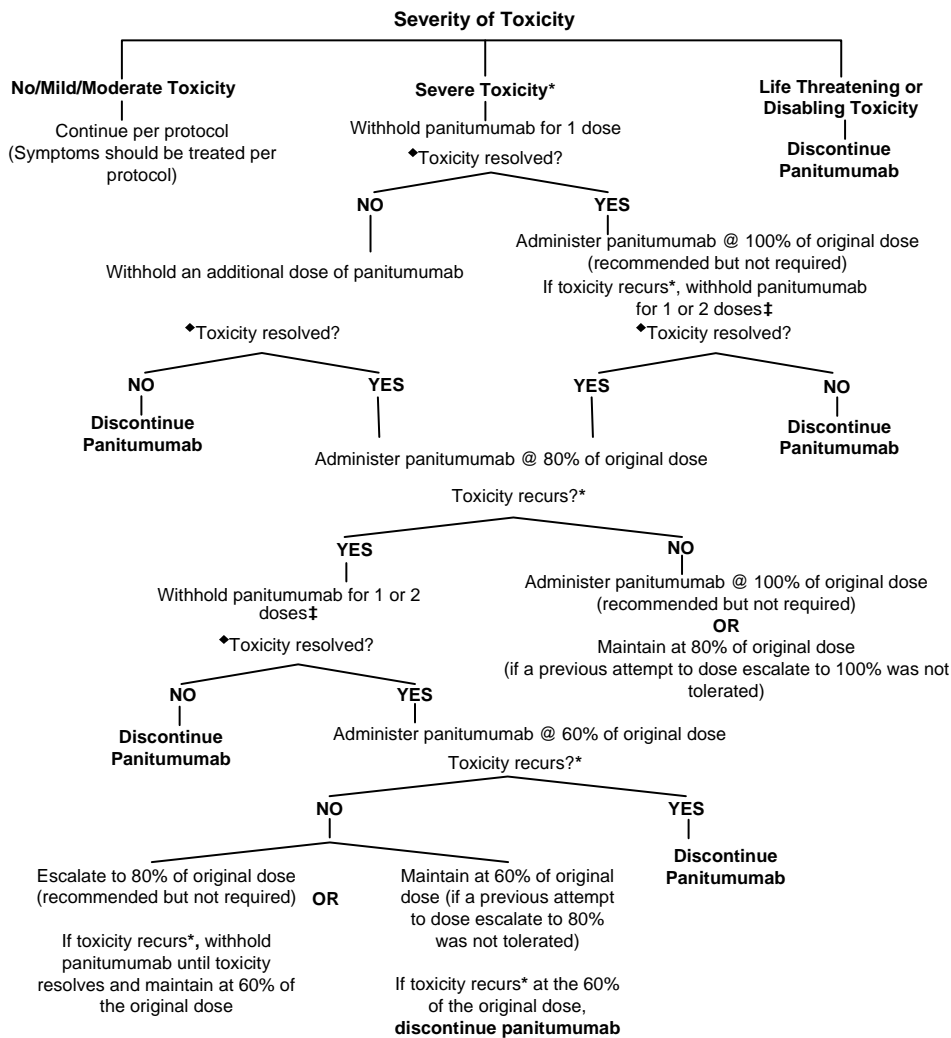 Severity of Toxicity
No/Mild/Moderate Toxicity
Continue per protocol
(Symptoms should be treated per
protocol)
Severe Toxicity*
Withhold panitumumab for 1 dose
◆Toxicity resolved?
Life Threatening or
Disabling Toxicity
Discontinue
Panitumumab
NO
Withhold an additional dose of panitumumab
YES
Administer panitumumab @ 100% of original dose
(recommended but not required)
If toxicity recurs*, withhold panitumumab
for 1 or 2 doses‡
◆Toxicity resolved?
NO
Discontinue
Panitumumab
YES
◆Toxicity resolved?
YES
NO
Discontinue
Panitumumab
Administer panitumumab @ 80% of original dose
Toxicity recurs?*
YES
Withhold panitumumab for 1 or 2
doses‡
◆Toxicity resolved?
NO
Administer panitumumab @ 100% of original dose
(recommended but not required)
OR
Maintain at 80% of original dose
(if a previous attempt to dose escalate to 100% was not
tolerated)
NO
Discontinue
Panitumumab
YES
Administer panitumumab @ 60% of original dose
Toxicity recurs?*
NO
YES
Discontinue
Panitumumab
Escalate to 80% of original dose
(recommended but not required)
If toxicity recurs*, withhold
panitumumab until toxicity
resolves and maintain at 60% of
the original dose
OR
Maintain at 60% of original
dose (if a previous attempt
to dose escalate to 80%
was not tolerated)
If toxicity recurs* at the 60%
of the original dose,
discontinue panitumumab